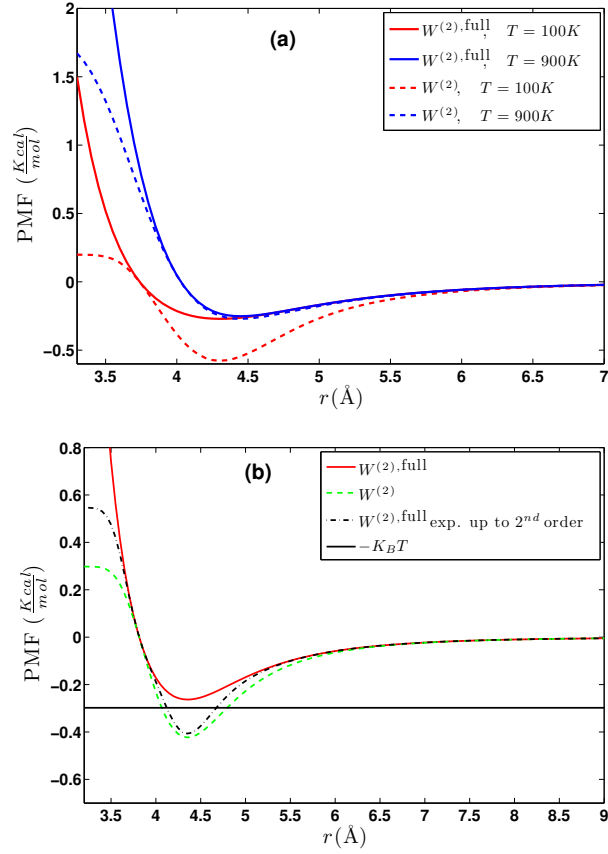 (a)
W^{(2),full}, T = 100K
W^{(2),full}, T = 900K
W^{(2)}, T = 100K
W^{(2)}, T = 900K
PMF (Kcal/mol)
2
1.5
1
0.5
0
−0.5
3.5 4 4.5 5 5.5 6 6.5 7
r(Å)
(b)
W^{(2),full}
W^{(2)}
W^{(2),full} exp. up to 2^{nd} order
−K_BT
PMF (Kcal/mol)
0.8
0.6
0.4
0.2
0
−0.2
−0.4
−0.6
3.5 4 4.5 5 5.5 6 6.5 7 7.5 8 8.5 9
r(Å)